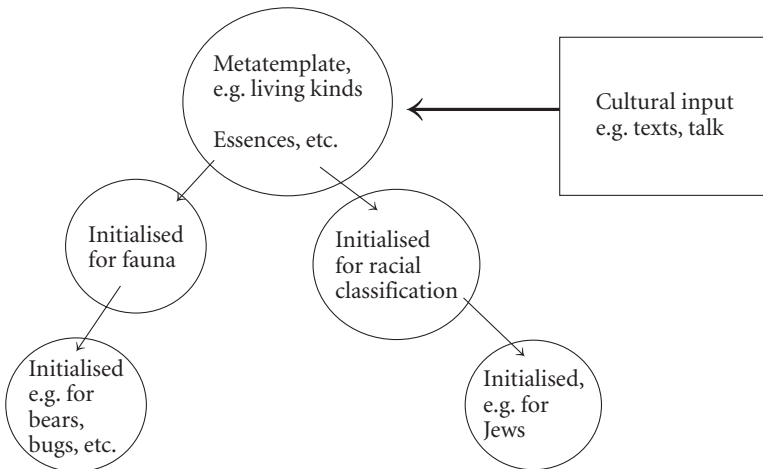 Metatemplate,
e.g. living kinds
Essences, etc.
Cultural input
e.g. texts, talk
Initialised
for fauna
Initialised
for racial
classification
Initialised
e.g. for
bears,
bugs, etc.
Initialised,
e.g. for
Jews